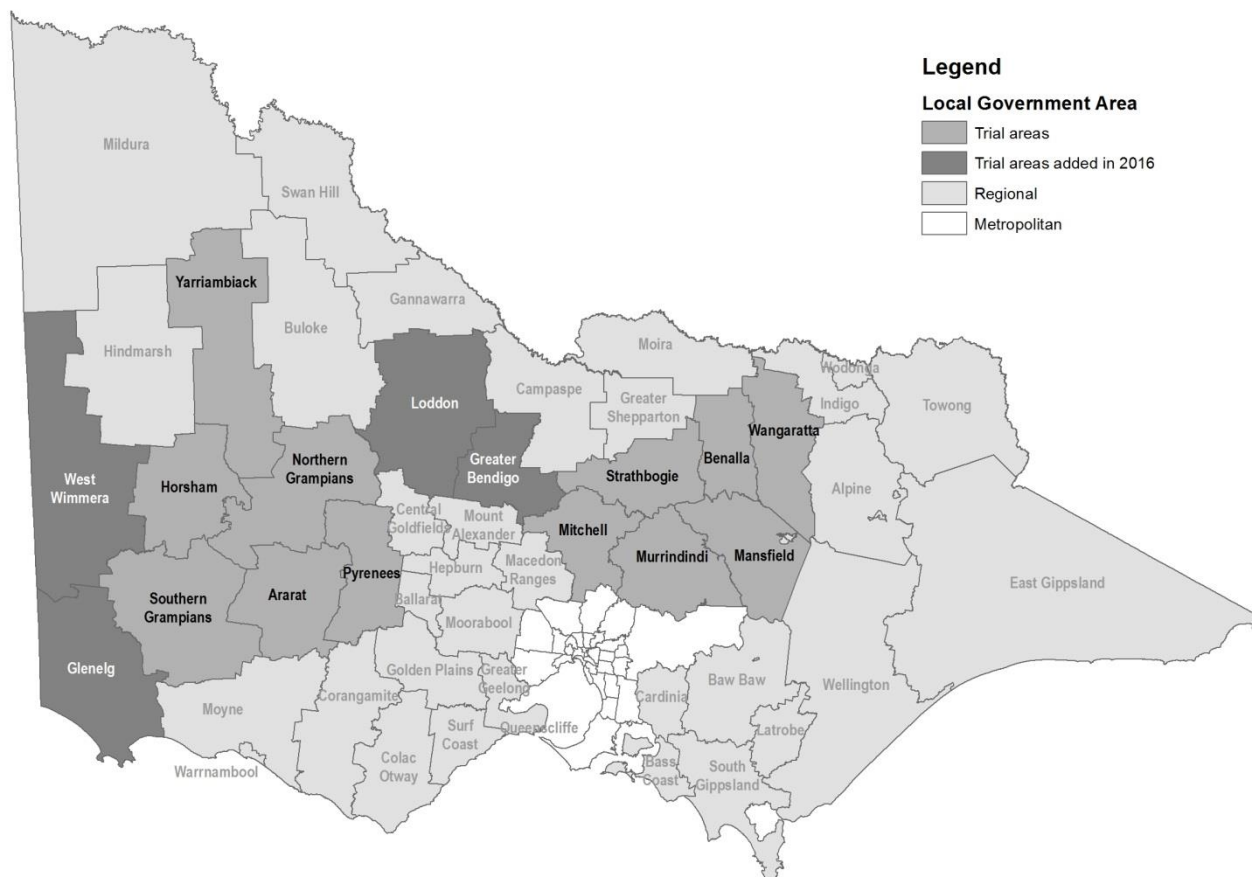 Legend
Local Government Area
Trial areas
Trial areas added in 2016
Regional
Metropolitan
Mildura
Swan Hill
Yarriambiack
Gannawarra
Buloke
Hindmarsh
Moira
Wodonga
Campaspe
Greater
Shepparton
Indigo
Towong
Loddon
Wangaratta
Benalla
Northern
Grampians
Greater
Bendigo
Strathbogie
West
Wimmera
Horsham
Alpine
Central
Goldfields
Mount
Alexander
Mitchell
Murrindindi
Mansfield
Pyrenees
Hepburn
Macedon
Ranges
East Gippsland
Southern
Grampians
Ararat
Ballarat
Moorabool
Glenelg
Golden Plains
Greater
Geelong
Moyne
Corangamite
Cardinia
Baw Baw
Wellington
Queenscliffe
Surf
Coast
Latrobe
Colac
Otway
Bass
Coast
South
Gippsland
Warrnambool